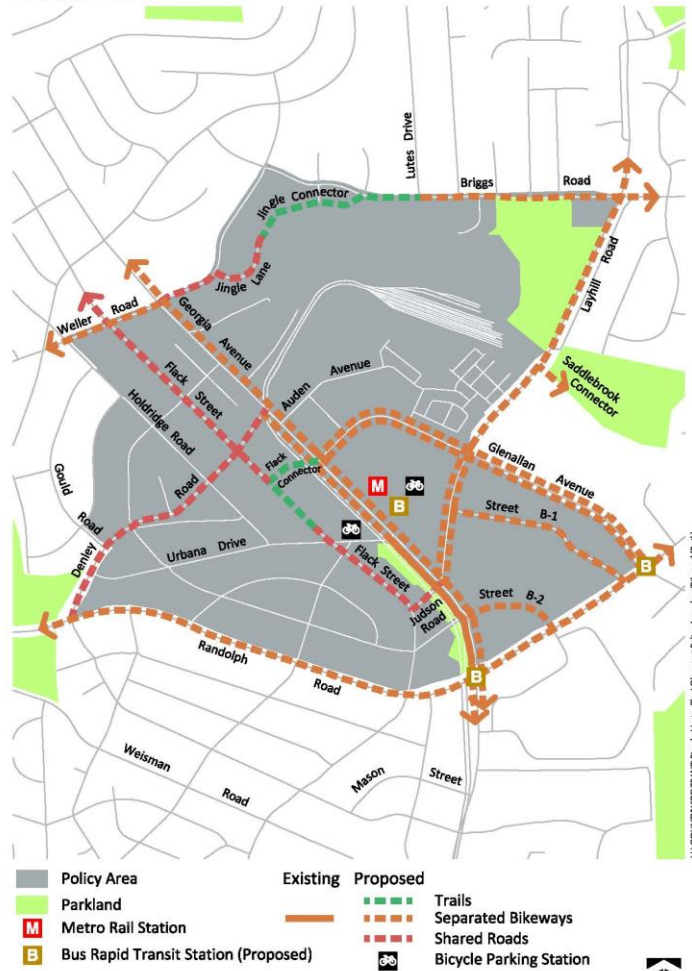 Lutes Drive
Briggs Road
Jingle Connector
Jingle Lane
Layhill Road
Weller Road
Georgia Avenue
Saddlebrook
Connector
Auden Avenue
Flack Street
Holdridge Road
Glenallan Avenue
Gould Road
Flack
Connector
M
B
Street B-1
Denley Road
Urbana Drive
Flack Street
B
Judson
Road
Street B-2
B
Randolph Road
Weisman Road
Mason Street
Policy Area
Parkland
M Metro Rail Station
B Bus Rapid Transit Station (Proposed)
Existing Proposed
Trails
Separated Bikeways
Shared Roads
Bicycle Parking Station